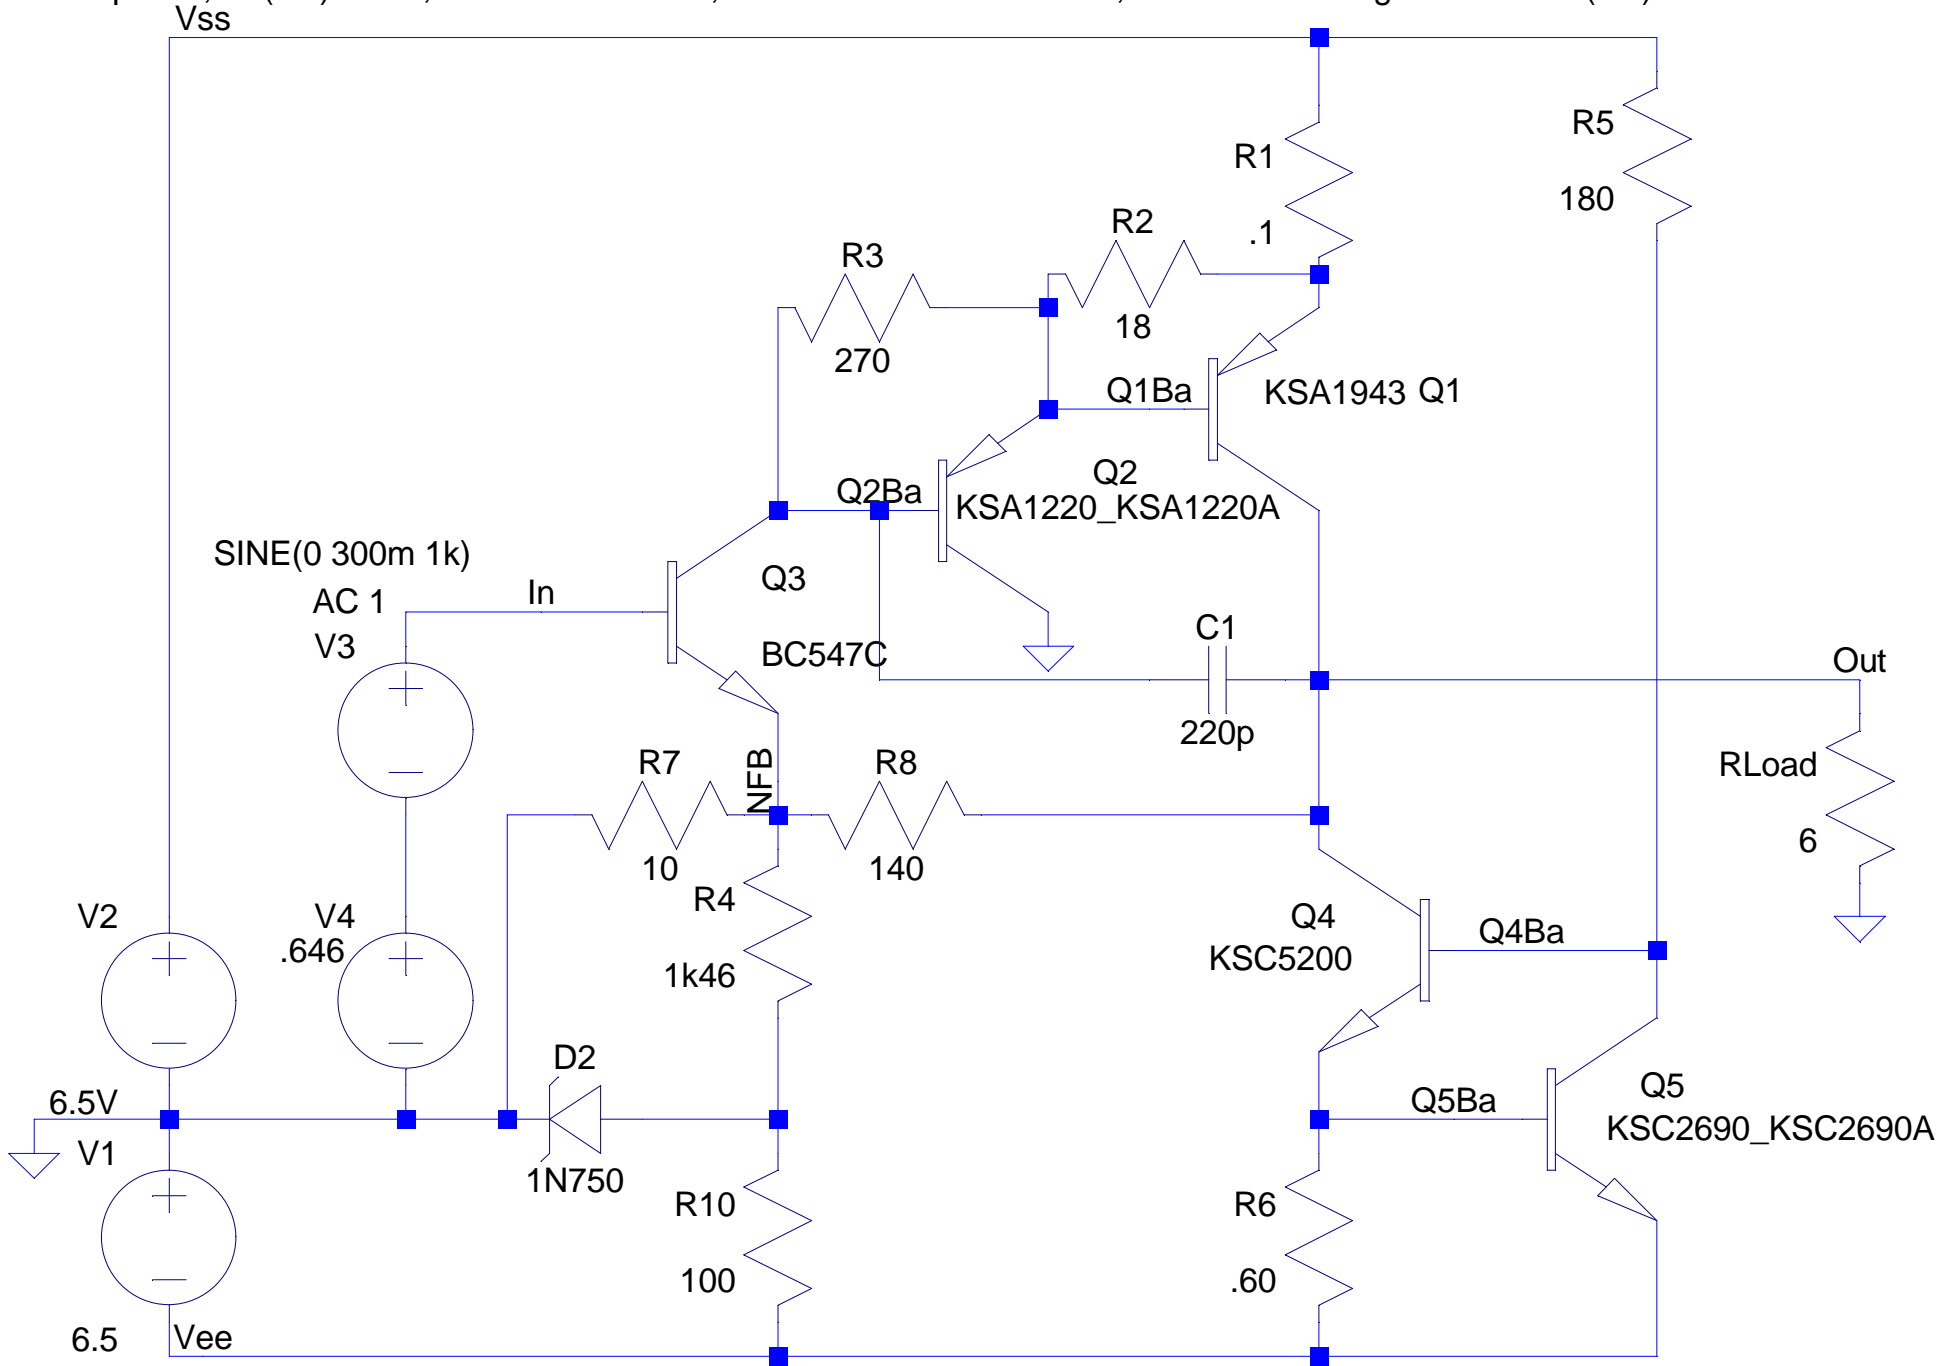 Vss
R5
180
R1
.1
R2
18
R3
270
Q1Ba
KSA1943 Q1
Q2
Q2Ba
KSA1220_KSA1220A
SINE(0 300m 1k)
AC 1
V3
In
Q3
BC547C
C1
220p
Out
RLoad
6
R7
10
NFB
R8
140
R4
1k46
V2
V4
.646
Q4
KSC5200
Q4Ba
D2
1N750
6.5V
V1
Q5Ba
Q5
KSC2690_KSC2690A
R10
100
R6
.60
6.5
Vee